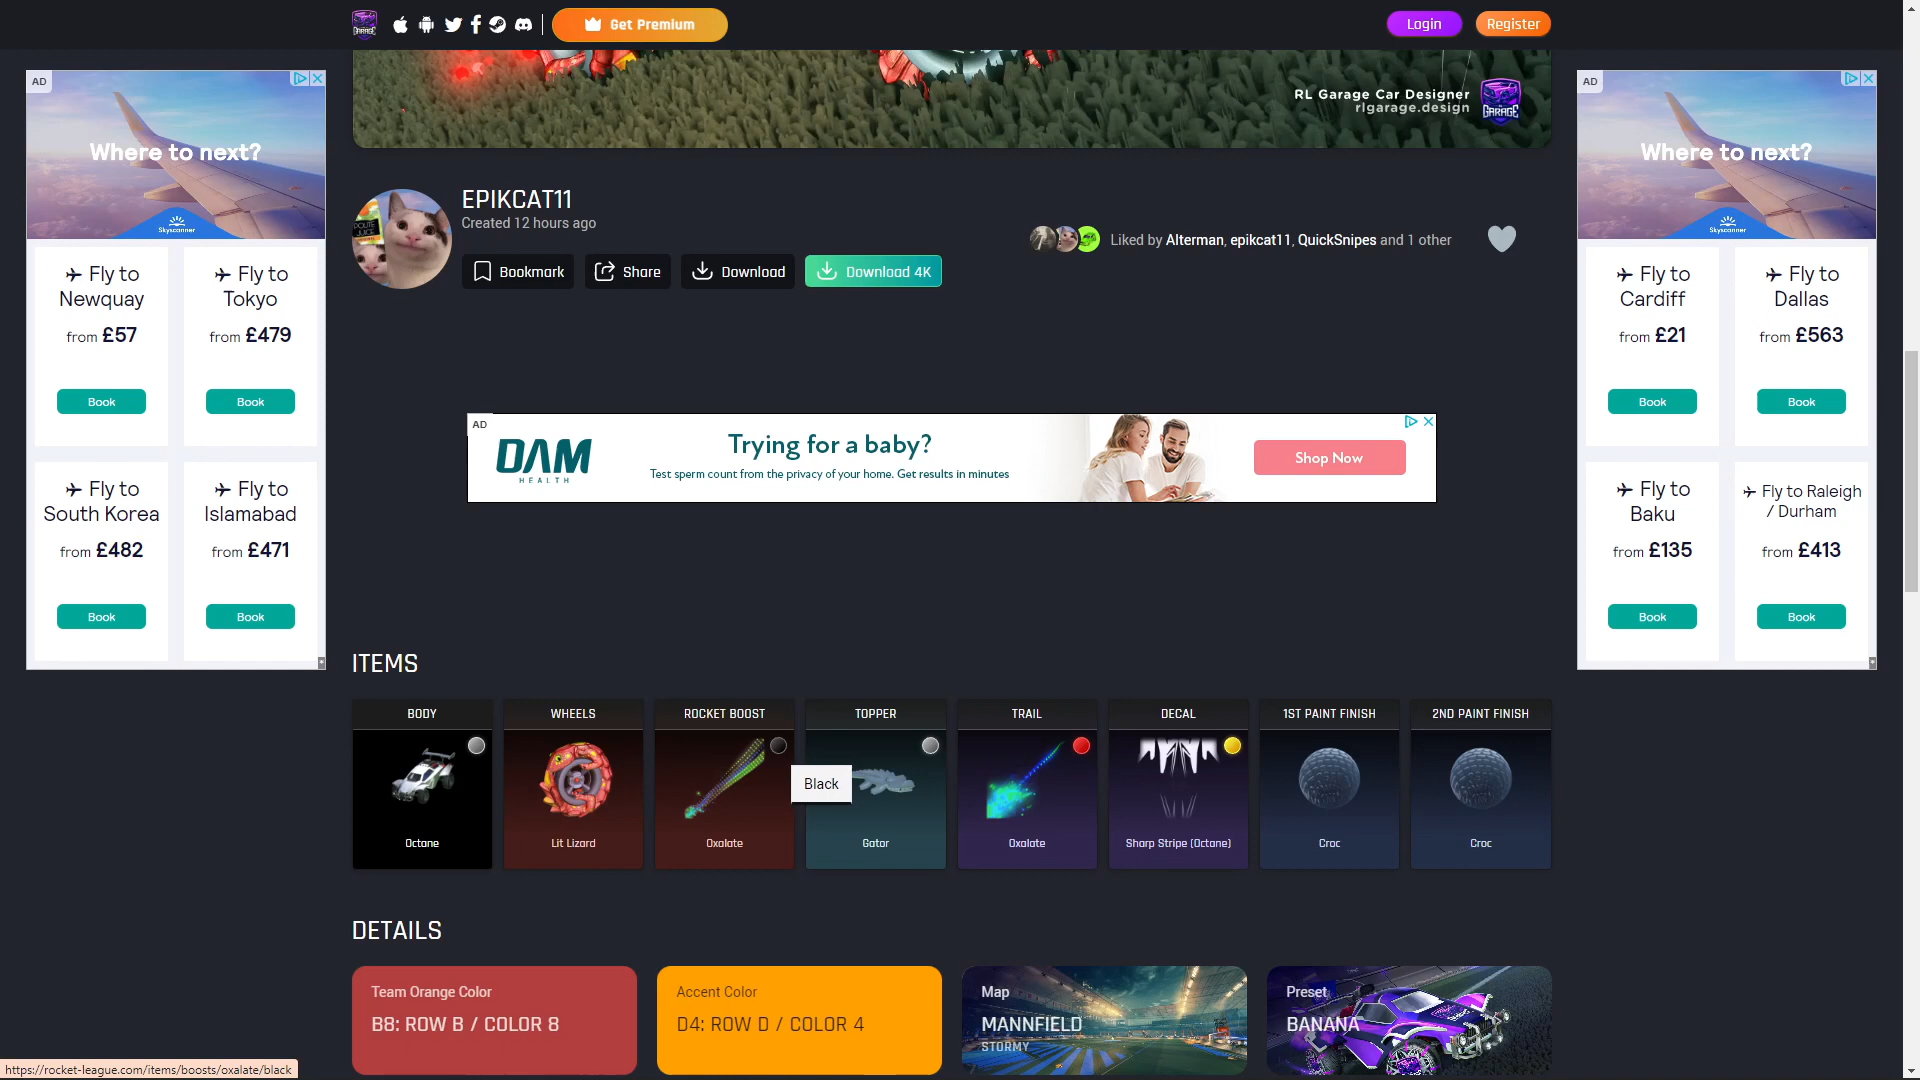 GARAGE
Get Premium
Login
Register
RL Garage Car Designer
rlgarage.design
GARAGE
AD
Where to next?
Skyscanner
Fly to
Newquay
from £57
Book
Fly to
Tokyo
from £479
Book
Fly to
South Korea
from £482
Book
Fly to
Islamabad
from £471
Book
EPIKCAT11
Created 12 hours ago
Bookmark
Share
Download
Download 4K
Liked by Alterman, epikcat11, QuickSnipes and 1 other
AD
DAM
HEALTH
Trying for a baby?
Test sperm count from the privacy of your home. Get results in minutes
Shop Now
AD
Where to next?
Skyscanner
Fly to
Cardiff
from £21
Book
Fly to
Dallas
from £563
Book
Fly to
Baku
from £135
Book
Fly to Raleigh
/ Durham
from £413
Book
ITEMS
BODY
Octane
WHEELS
Lit Lizard
ROCKET BOOST
Oxalate
Black
TOPPER
Gator
TRAIL
Oxalate
DECAL
Sharp Stripe (Octane)
1ST PAINT FINISH
Croc
2ND PAINT FINISH
Croc
DETAILS
Team Orange Color
B8: ROW B / COLOR 8
Accent Color
D4: ROW D / COLOR 4
Map
MANNFIELD
STORMY
Preset
BANANA
https://rocket-league.com/items/boosts/oxalate/black